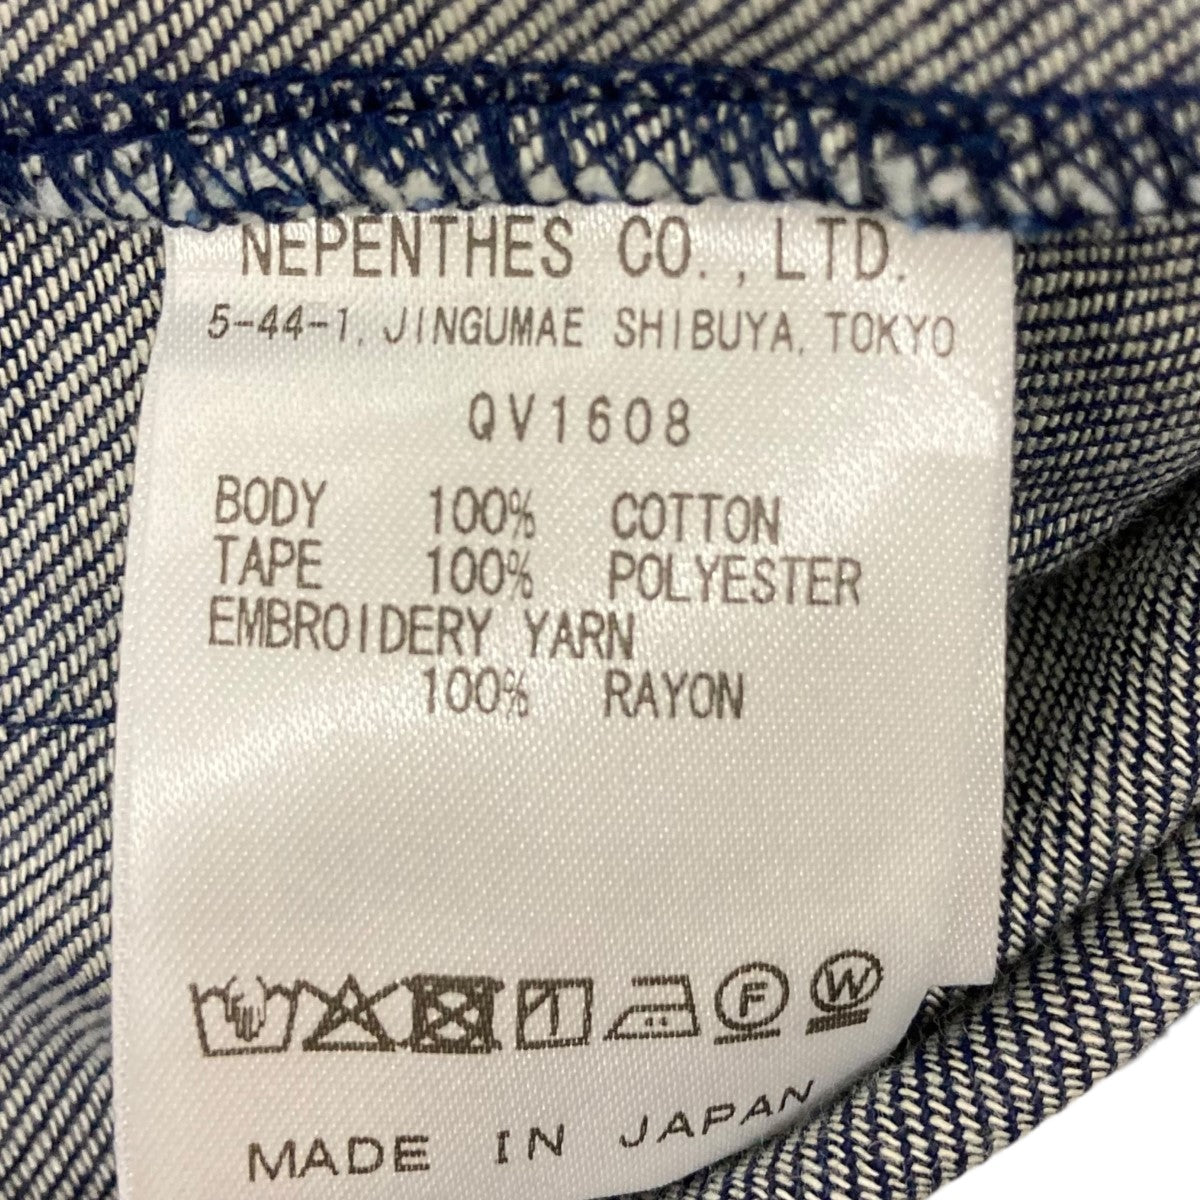 NEPENTHES CO.,LTD.
5-44-1, JINGUMAE SHIBUYA, TOKYO
QV1608
BODY 100% COTTON
TAPE 100% POLYESTER
EMBROIDERY YARN
100% RAYON
F W
MADE IN JAPAN